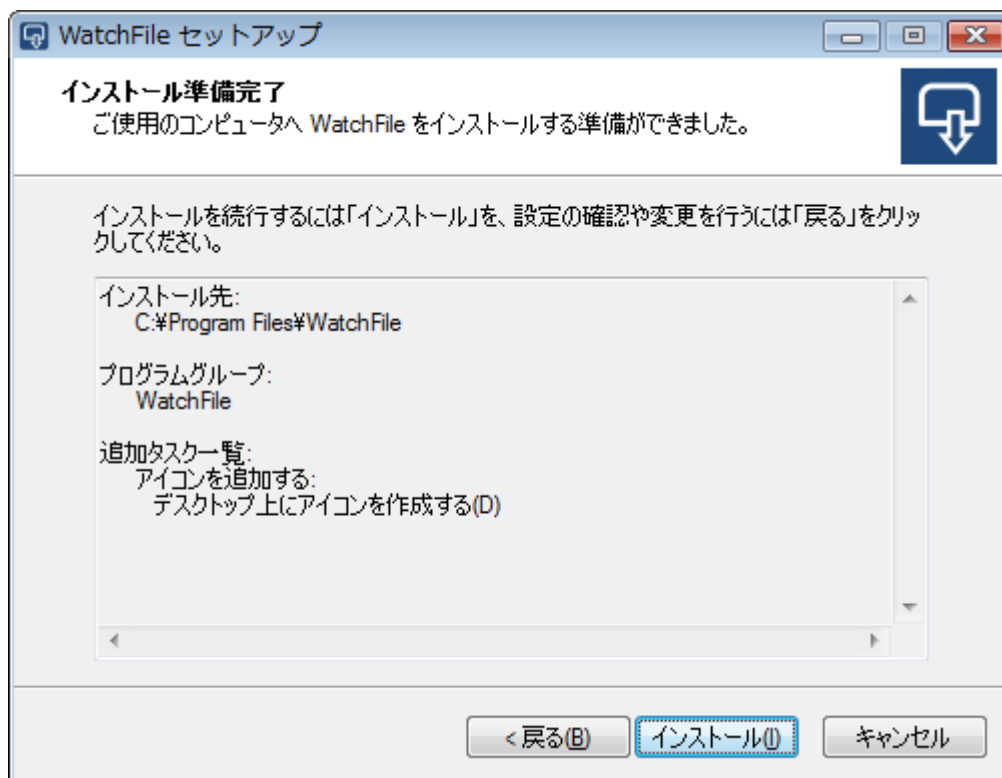 WatchFile セットアップ
インストール準備完了
ご使用のコンピュータへ WatchFile をインストールする準備ができました。
インストールを続行するには「インストール」を、設定の確認や変更を行うには「戻る」をクリッ
クしてください。
インストール先:
C:¥Program Files¥WatchFile
プログラムグループ:
WatchFile
追加タスク一覧:
アイコンを追加する:
デスクトップ上にアイコンを作成する(D)
< 戻る(B)
インストール(I)
キャンセル